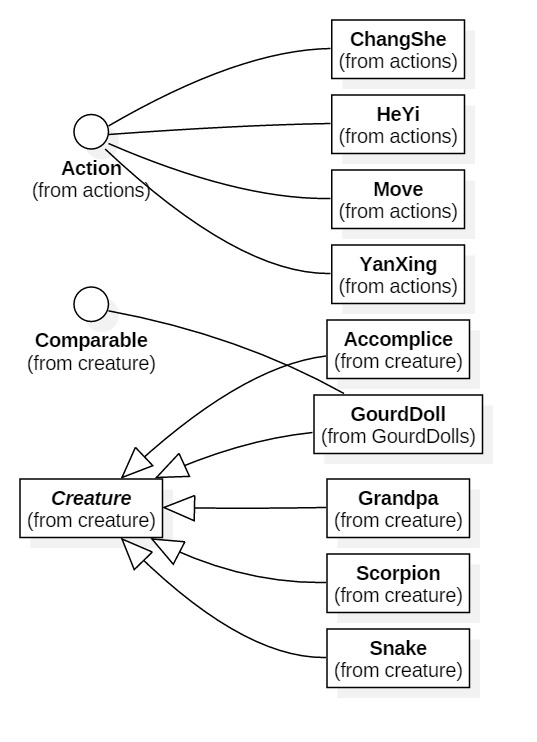 ChangShe
(from actions)
HeYi
(from actions)
Action
(from actions)
Move
(from actions)
YanXing
(from actions)
Comparable
(from creature)
Accomplice
(from creature)
GourdDoll
(from GourdDolls)
Creature
(from creature)
Grandpa
(from creature)
Scorpion
(from creature)
Snake
(from creature)